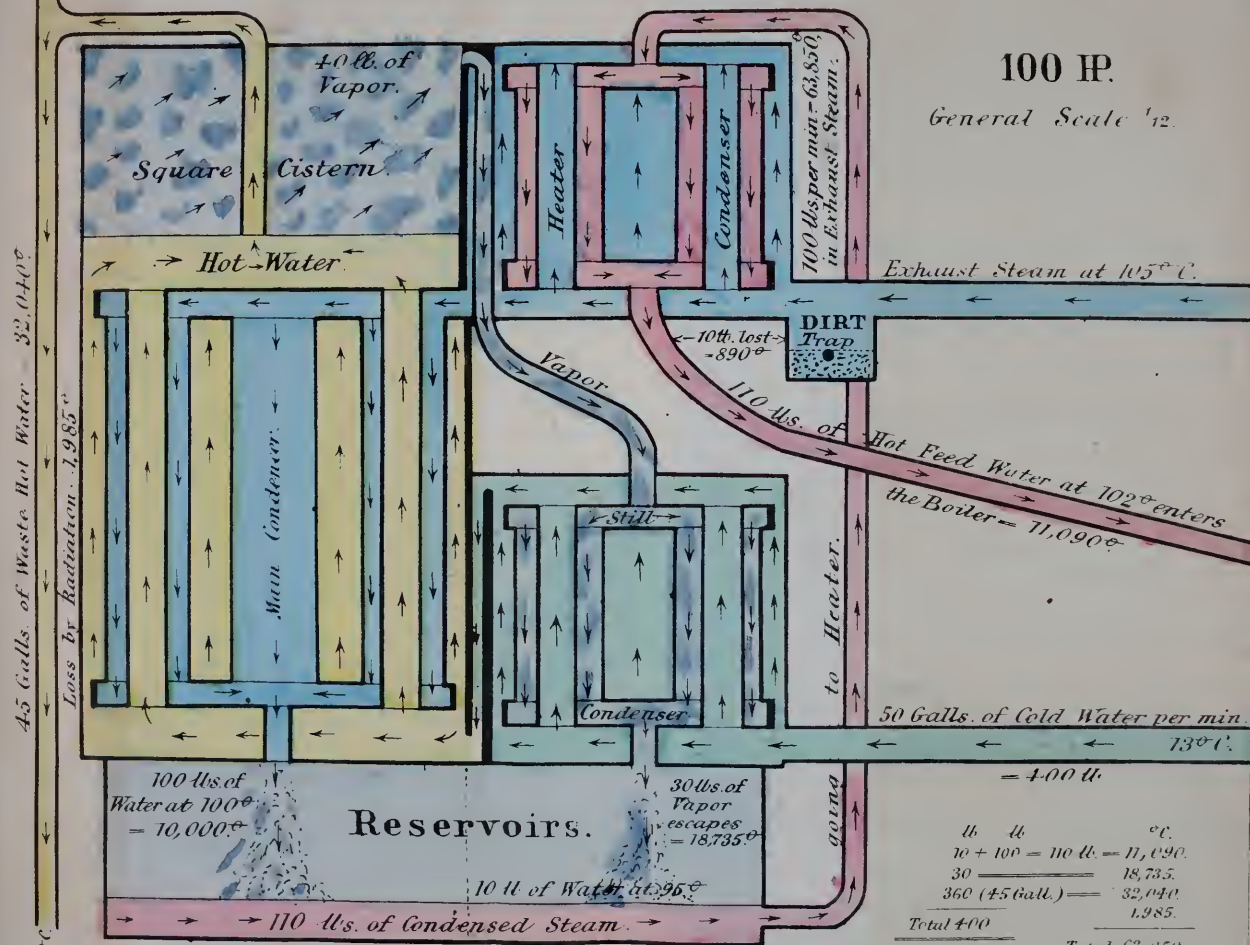 100 HP.
General Scale 1/12.
40 lb. of
Vapor.
Square Cistern.
Hot Water.
Heater
Condenser
100 lbs. per min = 63,850,
in Exhaust Steam.
Exhaust Steam at 105° C.
DIRT
Trap
10 lb. lost
= 890°
Vapor
110 lbs. of Hot Feed Water at 102° enters
the Boiler = 11,090°
45 Galls. of Waste Hot Water = 32,040°
Loss by Radiation. 1,985°
Main Condencer.
Still
Condenser.
going to Heater.
50 Galls. of Cold Water per min.
13° C.
= 400 lb.
100 lbs. of
Water at 100°
= 10,000°
Reservoirs.
30 lbs. of
Vapor
escapes
= 18,735°
10 lb of Water at 95°
110 lbs. of Condensed Steam.
lb lb °C.
10 + 100 = 110 lb. = 11,090.
30 = 18,735.
360 (45 Gall.) = 32,040.
1,985.
Total 400